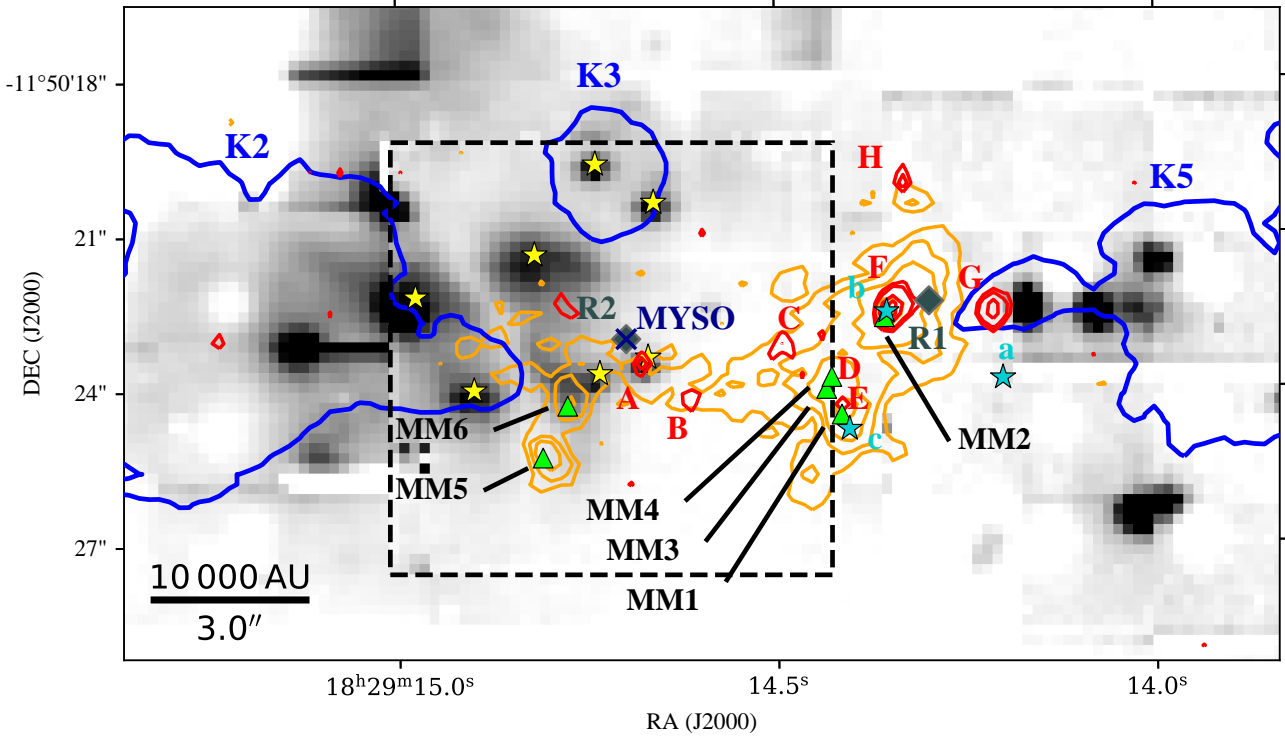 -11°50'18"
K3
K2
H
K5
21"
F
G
b
R2
MYSO
C
R1
a
DEC (J2000)
D
24"
A
E
B
MM6
c
MM2
MM5
MM4
27"
MM3
10 000 AU
MM1
3.0″
18ʰ29ᵐ15.0ˢ
14.5ˢ
14.0ˢ
RA (J2000)